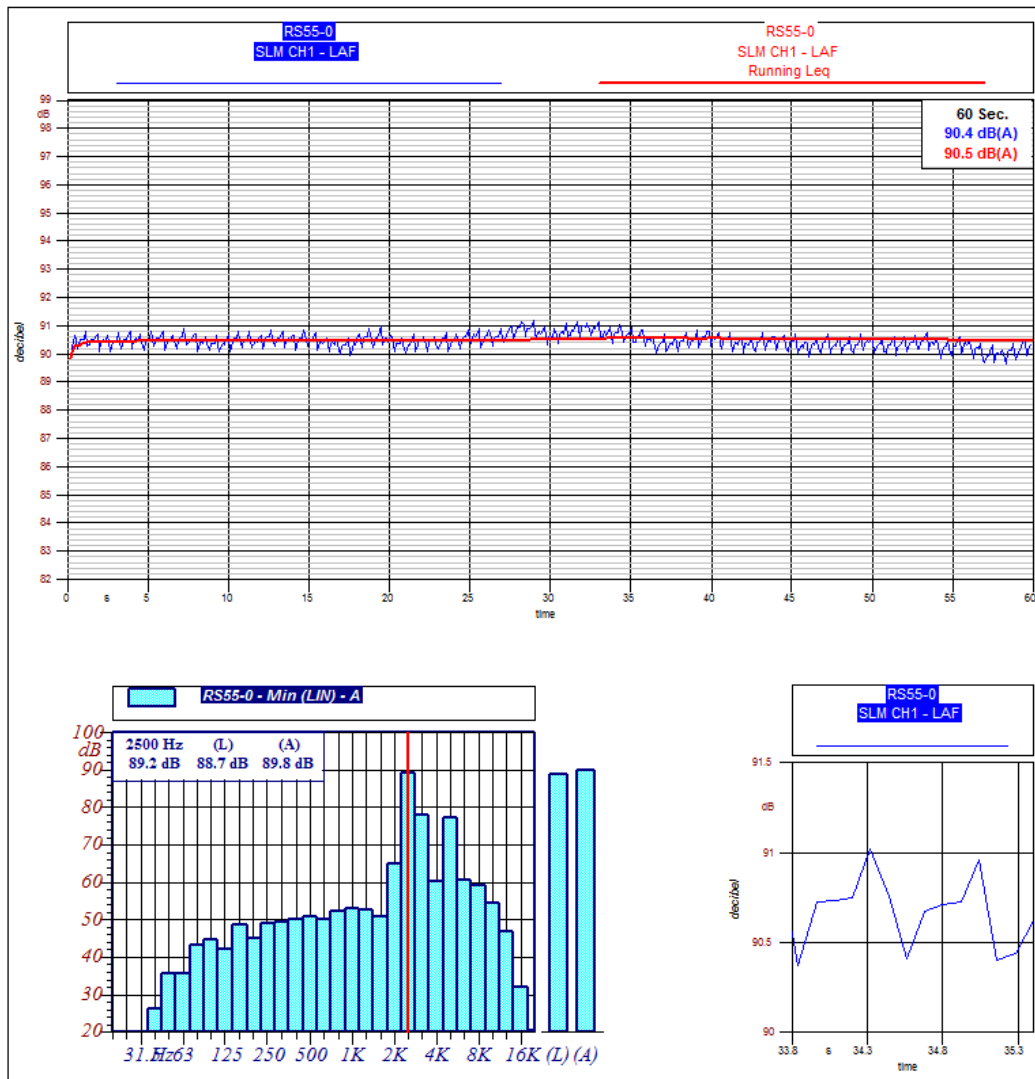 RS55-0
SLM CH1 - LAF
RS55-0
SLM CH1 - LAF
Running Leq
99
dB
98
97
96
95
94
93
92
91
90
89
88
87
86
85
84
83
82
decibel
60 Sec.
90.4 dB(A)
90.5 dB(A)
0 s 5 10 15 20 25 30 35 40 45 50 55 60
time
RS55-0 - Min (LIN) - A
100
dB
90
80
70
60
50
40
30
20
2500 Hz (L) (A)
89.2 dB 88.7 dB 89.8 dB
31.5 Hz 63 125 250 500 1K 2K 4K 8K 16K (L) (A)
RS55-0
SLM CH1 - LAF
91.5
dB
91
90.5
90
decibel
33.8 s 34.3 34.8 35.3
time